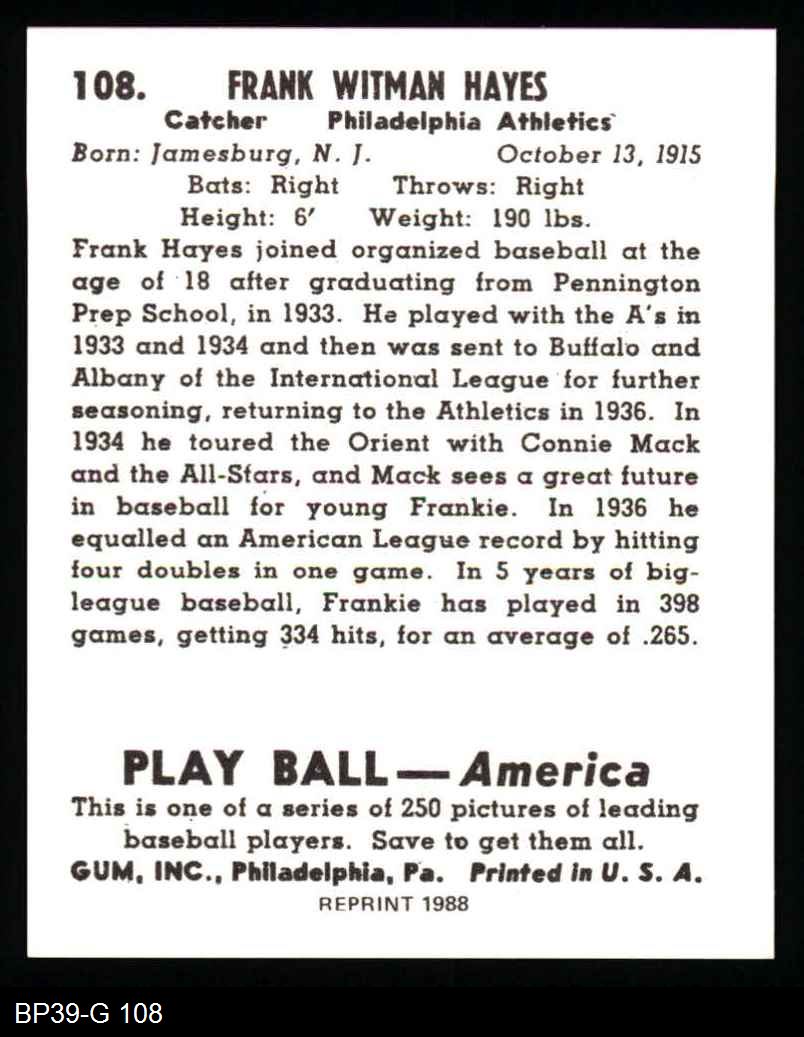 108. FRANK WITMAN HAYES
Catcher Philadelphia Athletics
Born: Jamesburg, N. J. October 13, 1915
Bats: Right Throws: Right
Height: 6′ Weight: 190 lbs.
Frank Hayes joined organized baseball at the
age of 18 after graduating from Pennington
Prep School, in 1933. He played with the A's in
1933 and 1934 and then was sent to Buffalo and
Albany of the International League for further
seasoning, returning to the Athletics in 1936. In
1934 he toured the Orient with Connie Mack
and the All-Stars, and Mack sees a great future
in baseball for young Frankie. In 1936 he
equalled an American League record by hitting
four doubles in one game. In 5 years of big-
league baseball, Frankie has played in 398
games, getting 334 hits, for an average of .265.
PLAY BALL—America
This is one of a series of 250 pictures of leading
baseball players. Save to get them all.
GUM, INC., Philadelphia, Pa. Printed in U. S. A.
REPRINT 1988
BP39-G 108